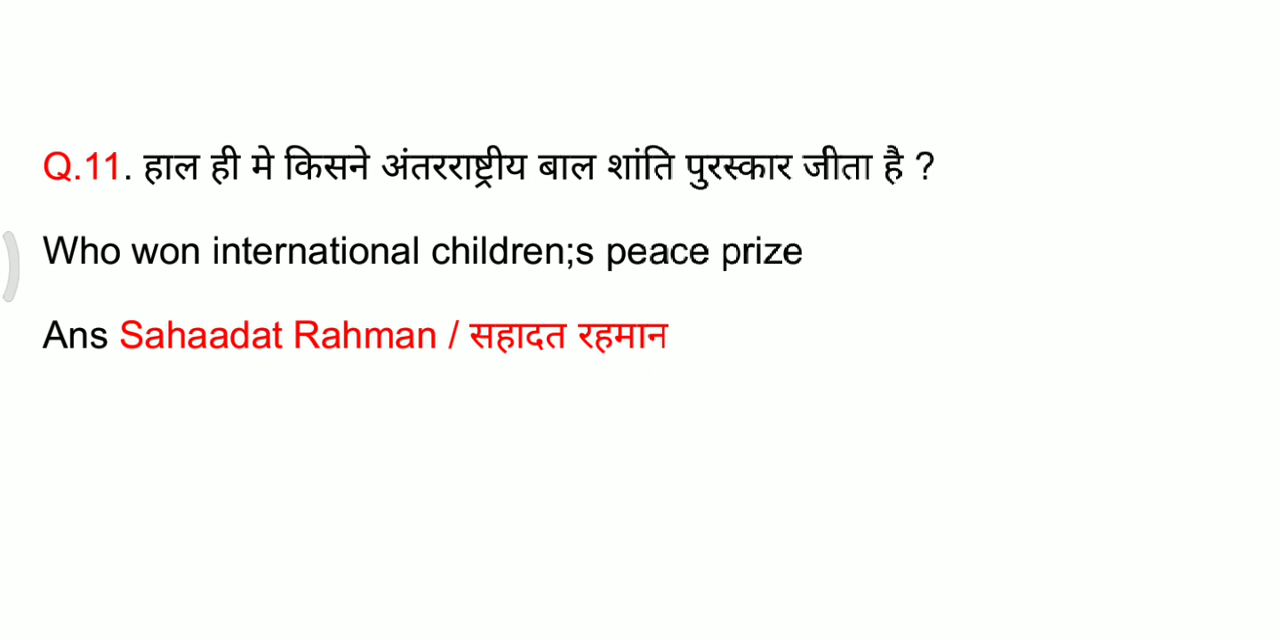 Q.11. हाल ही मे किसने अंतरराष्ट्रीय बाल शांति पुरस्कार जीता है ?
Who won international children;s peace prize
Ans Sahaadat Rahman / सहादत रहमान